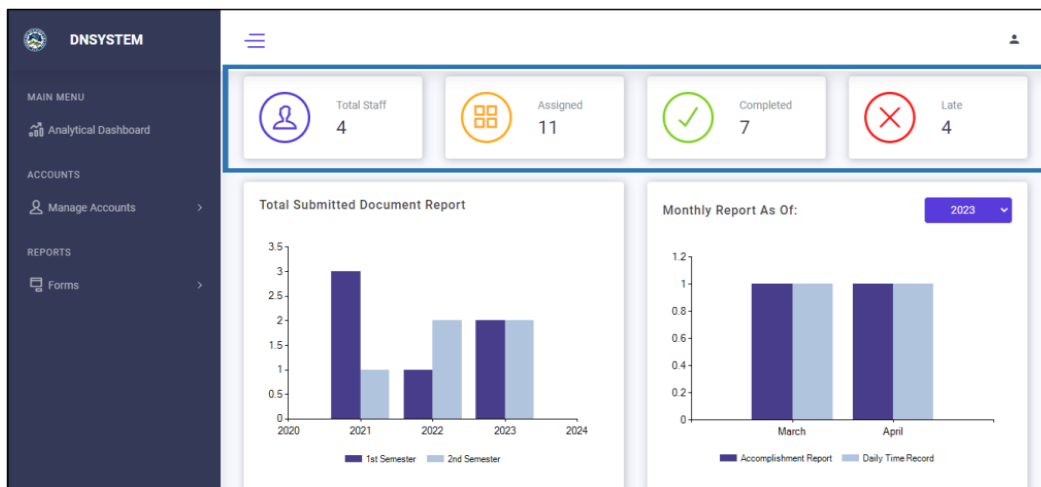 DNSYSTEM
MAIN MENU
Analytical Dashboard
ACCOUNTS
Manage Accounts
REPORTS
Forms
Total Staff
4
Assigned
11
Completed
7
Late
4
Total Submitted Document Report
3.5
3
2.5
2
1.5
1
0.5
0
2020 2021 2022 2023 2024
1st Semester 2nd Semester
Monthly Report As Of:
2023
1.2
1
0.8
0.6
0.4
0.2
0
March April
Accomplishment Report Daily Time Record